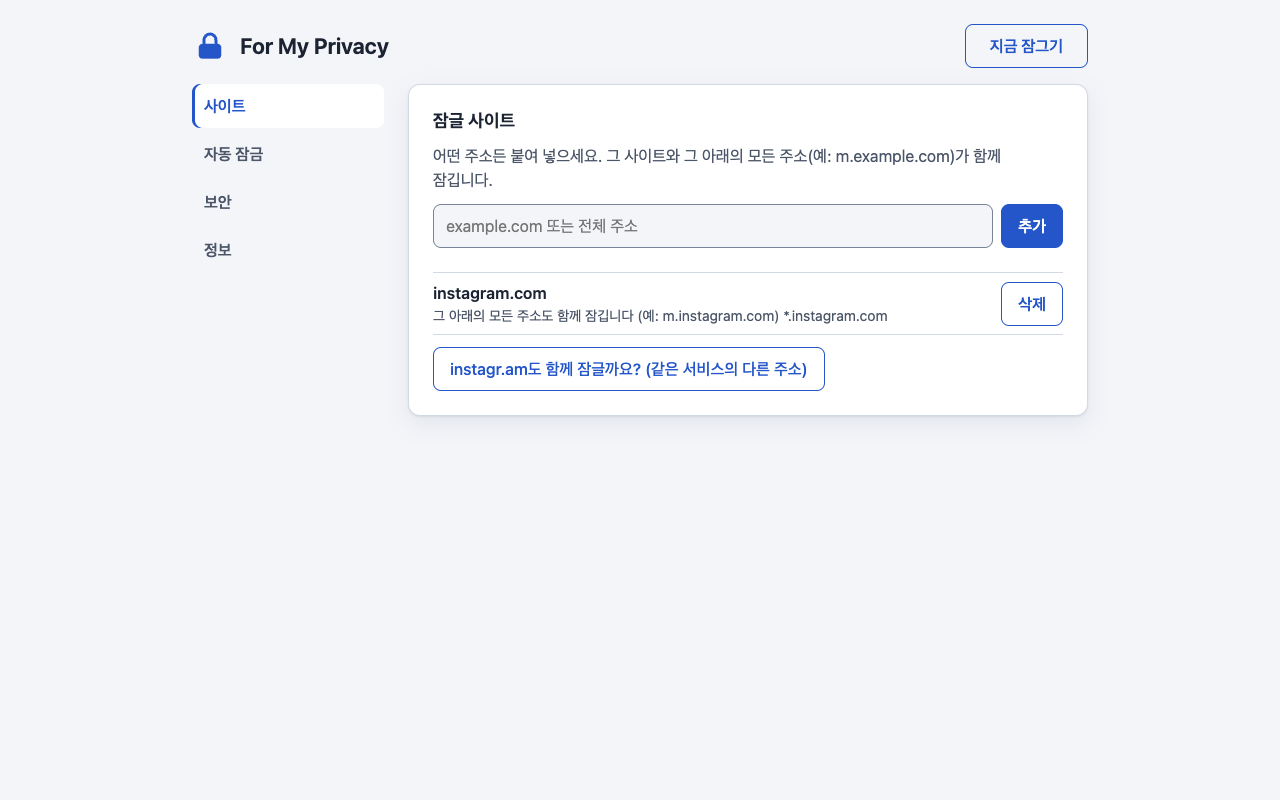 For My Privacy
지금 잠그기
사이트
자동 잠금
보안
정보
잠글 사이트
어떤 주소든 붙여 넣으세요. 그 사이트와 그 아래의 모든 주소(예: m.example.com)가 함께
잠깁니다.
example.com 또는 전체 주소
추가
instagram.com
그 아래의 모든 주소도 함께 잠깁니다 (예: m.instagram.com) *.instagram.com
삭제
instagr.am도 함께 잠글까요? (같은 서비스의 다른 주소)